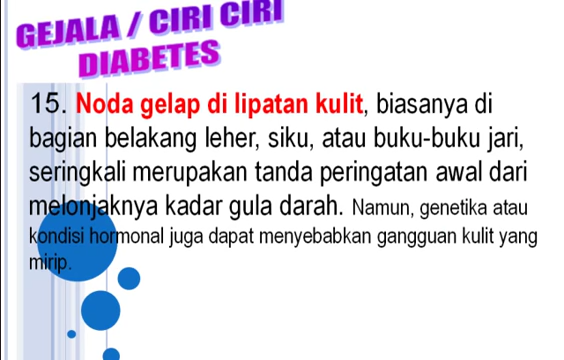 GEJALA / CIRI CIRI
DIABETES
15. Noda gelap di lipatan kulit, biasanya di
bagian belakang leher, siku, atau buku-buku jari,
seringkali merupakan tanda peringatan awal dari
melonjaknya kadar gula darah. Namun, genetika atau
kondisi hormonal juga dapat menyebabkan gangguan kulit yang
mirip.